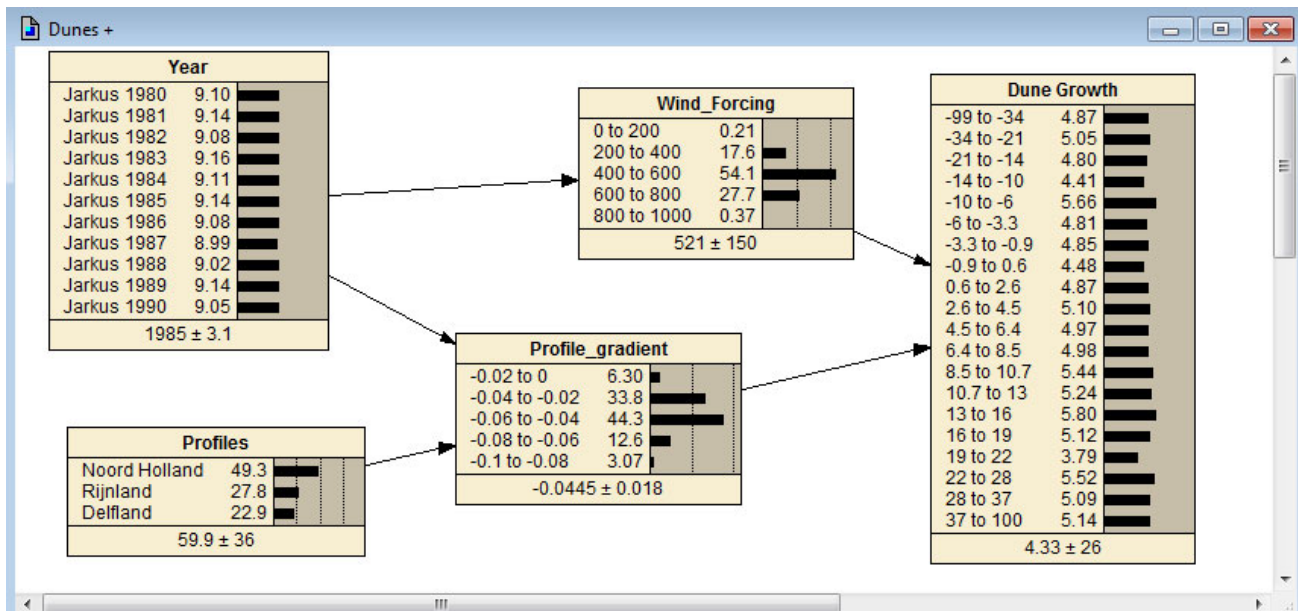 Dunes +
Year
Jarkus 1980 9.10
Jarkus 1981 9.14
Jarkus 1982 9.08
Jarkus 1983 9.16
Jarkus 1984 9.11
Jarkus 1985 9.14
Jarkus 1986 9.08
Jarkus 1987 8.99
Jarkus 1988 9.02
Jarkus 1989 9.14
Jarkus 1990 9.05
1985 ± 3.1
Wind_Forcing
0 to 200 0.21
200 to 400 17.6
400 to 600 54.1
600 to 800 27.7
800 to 1000 0.37
521 ± 150
Profile_gradient
-0.02 to 0 6.30
-0.04 to -0.02 33.8
-0.06 to -0.04 44.3
-0.08 to -0.06 12.6
-0.1 to -0.08 3.07
-0.0445 ± 0.018
Profiles
Noord Holland 49.3
Rijnland 27.8
Delfland 22.9
59.9 ± 36
Dune Growth
-99 to -34 4.87
-34 to -21 5.05
-21 to -14 4.80
-14 to -10 4.41
-10 to -6 5.66
-6 to -3.3 4.81
-3.3 to -0.9 4.85
-0.9 to 0.6 4.48
0.6 to 2.6 4.87
2.6 to 4.5 5.10
4.5 to 6.4 4.97
6.4 to 8.5 4.98
8.5 to 10.7 5.44
10.7 to 13 5.24
13 to 16 5.80
16 to 19 5.12
19 to 22 3.79
22 to 28 5.52
28 to 37 5.09
37 to 100 5.14
4.33 ± 26